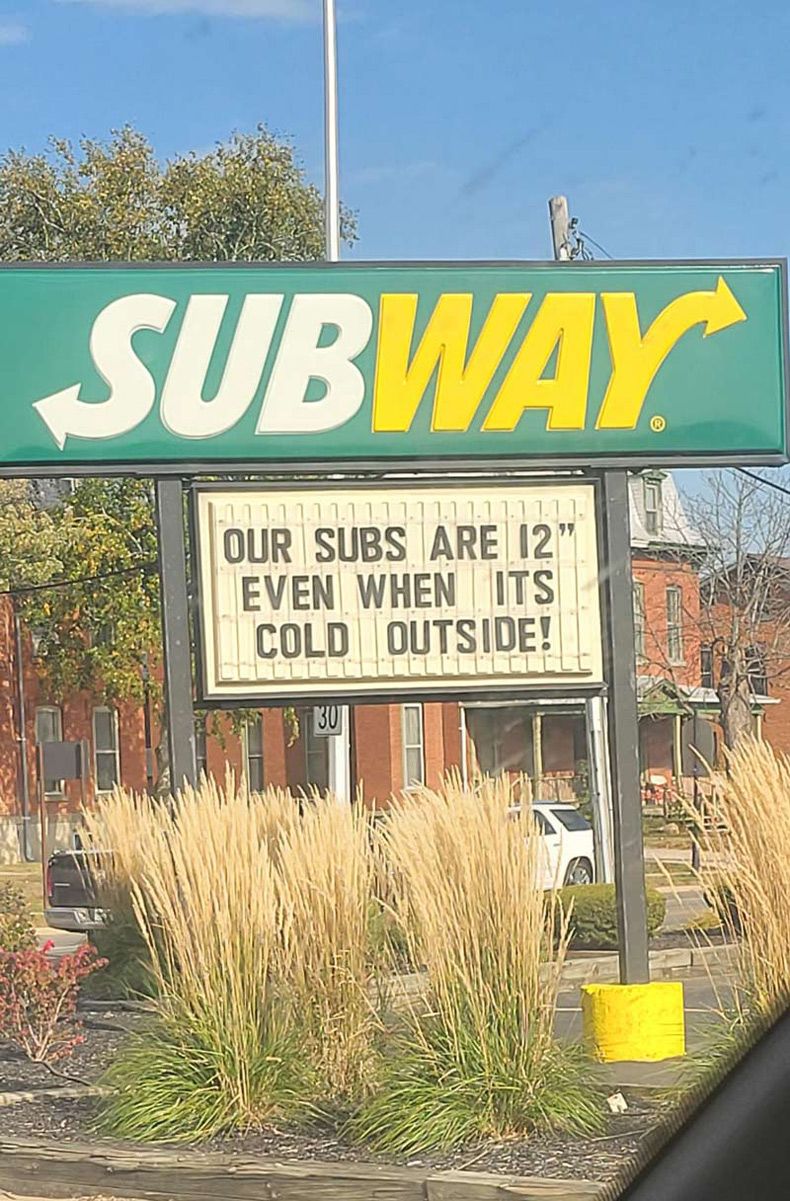 SUBWAY®
OUR SUBS ARE 12"
EVEN WHEN ITS
COLD OUTSIDE!
30